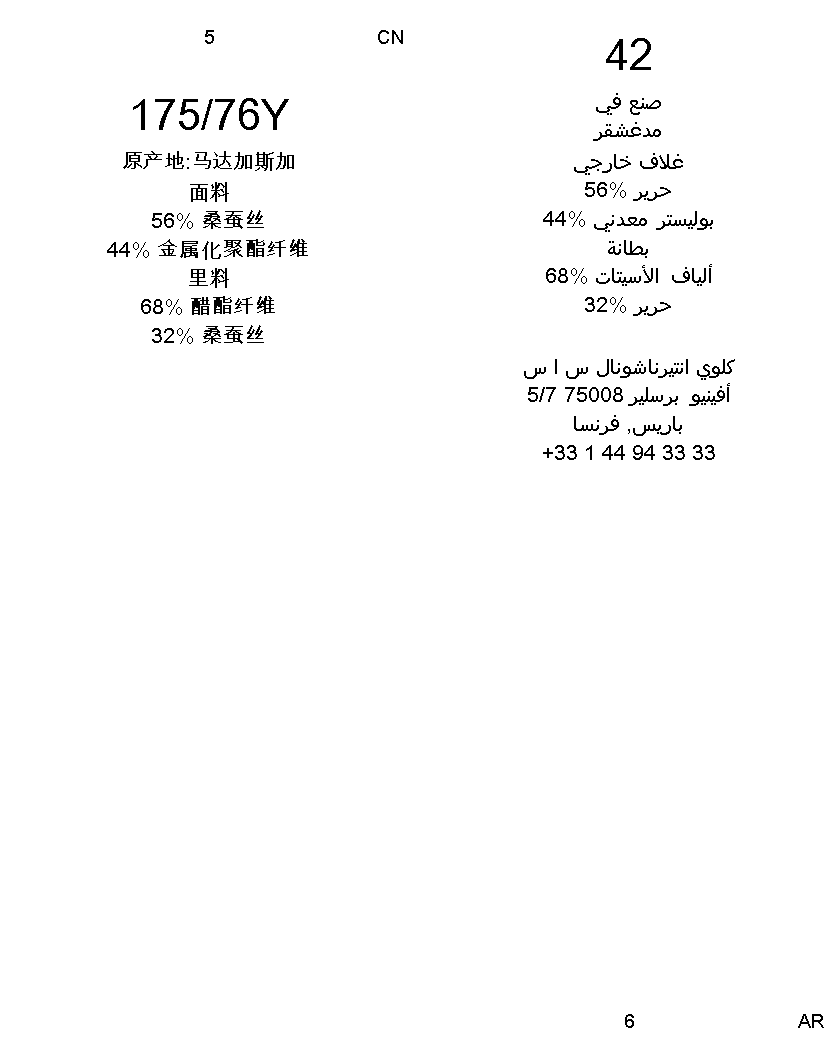 5
CN
175/76Y
原产地:马达加斯加
面料
56% 桑蚕丝
44% 金属化聚酯纤维
里料
68% 醋酯纤维
32% 桑蚕丝
42
صنع في
مدغشقر
غلاف خارجي
حرير %56
بوليستر معدني %44
بطانة
ألياف الأسيتات %68
حرير %32
كلوي انتيرناشونال س ا س
أفينيو برسلير 75008 5/7
باريس, فرنسا
+33 1 44 94 33 33
6
AR